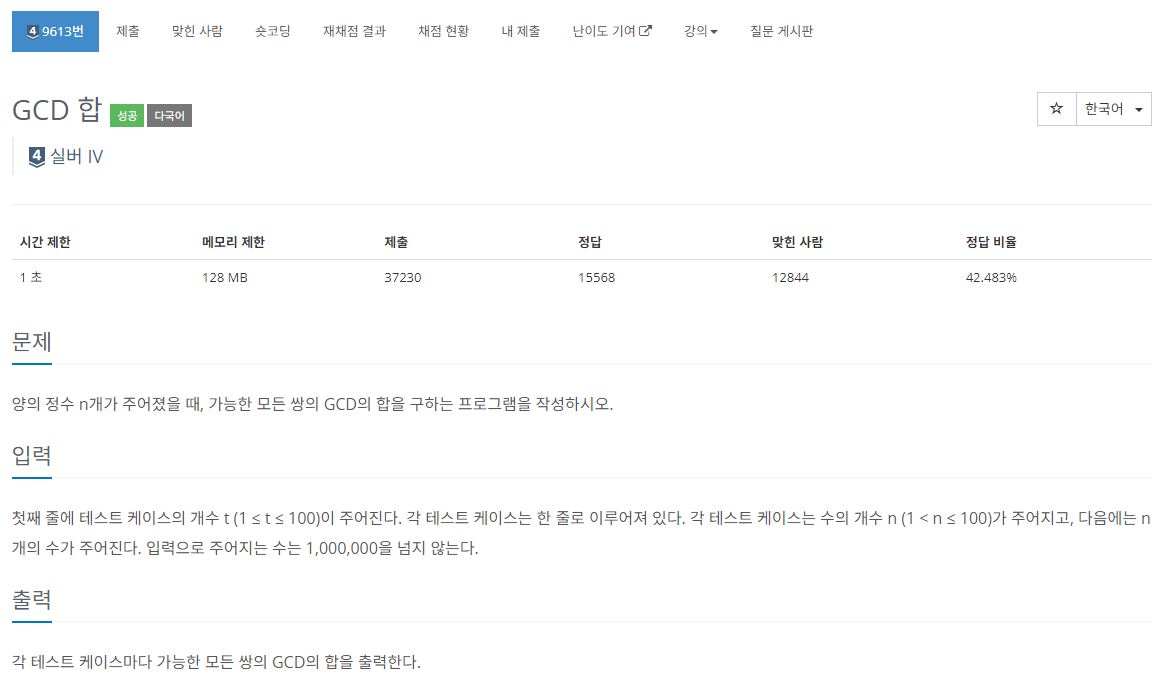 4 9613번 제출 맞힌 사람 숏코딩 재채점 결과 채점 현황 내 제출 난이도 기여 강의 질문 게시판
GCD 합 성공 다국어 한국어
4 실버 IV
시간 제한 메모리 제한 제출 정답 맞힌 사람 정답 비율
1 초 128 MB 37230 15568 12844 42.483%
문제
양의 정수 n개가 주어졌을 때, 가능한 모든 쌍의 GCD의 합을 구하는 프로그램을 작성하시오.
입력
첫째 줄에 테스트 케이스의 개수 t (1 ≤ t ≤ 100)이 주어진다. 각 테스트 케이스는 한 줄로 이루어져 있다. 각 테스트 케이스는 수의 개수 n (1 < n ≤ 100)가 주어지고, 다음에는 n
개의 수가 주어진다. 입력으로 주어지는 수는 1,000,000을 넘지 않는다.
출력
각 테스트 케이스마다 가능한 모든 쌍의 GCD의 합을 출력한다.